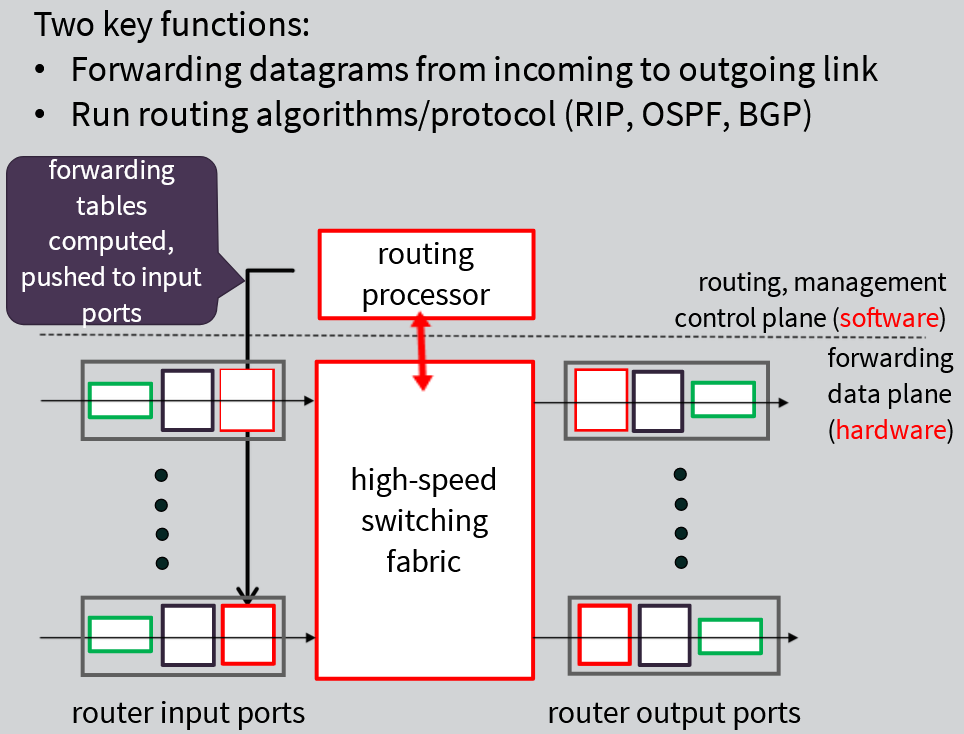 Two key functions:
• Forwarding datagrams from incoming to outgoing link
• Run routing algorithms/protocol (RIP, OSPF, BGP)
forwarding
tables
computed,
pushed to input
ports
routing
processor
routing, management
control plane (software)
forwarding
data plane
(hardware)
high-speed
switching
fabric
router input ports
router output ports